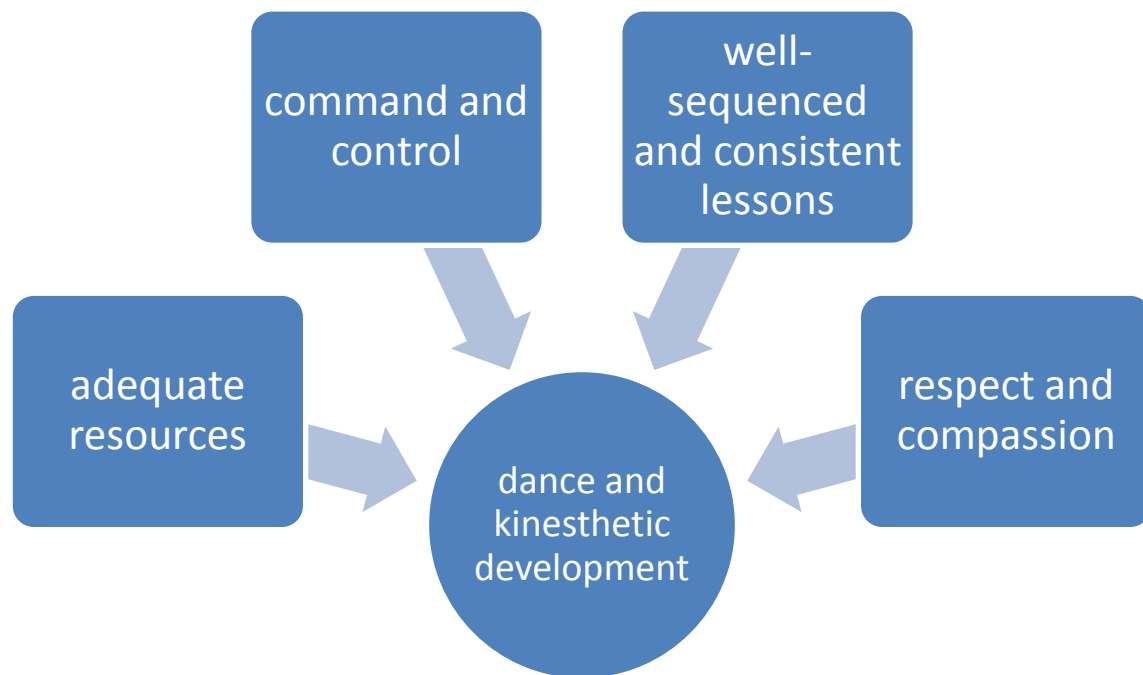 command and
control
well-
sequenced
and consistent
lessons
adequate
resources
respect and
compassion
dance and
kinesthetic
development